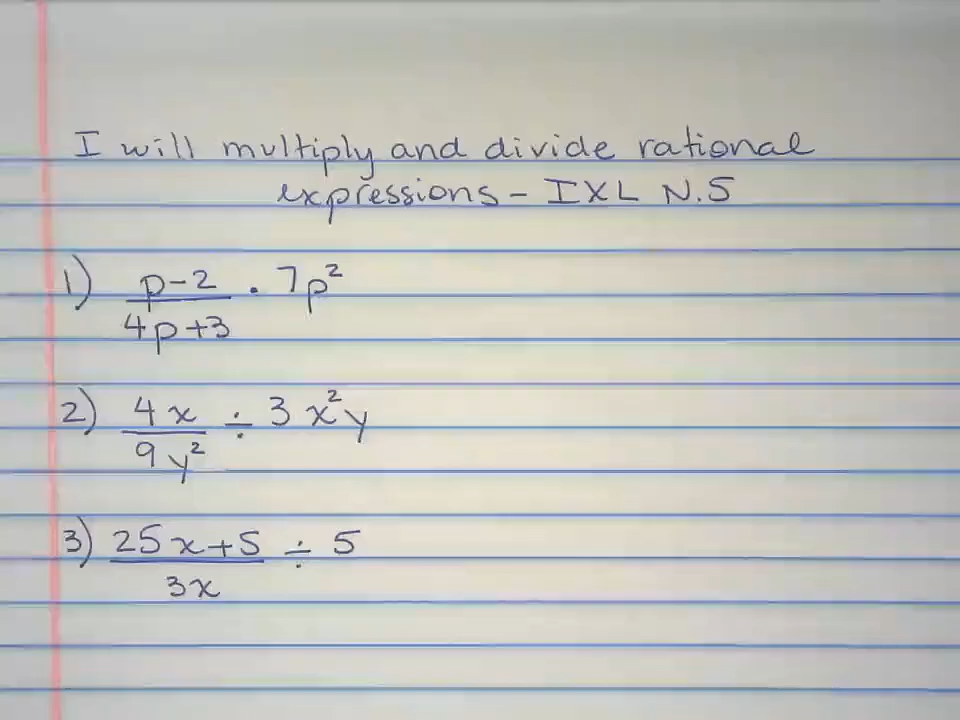 I will multiply and divide rational
expressions - IXL N.5
1) p-2 . 7p²
4p+3
2) 4x ÷ 3x²y
9y²
3) 25x+5 ÷ 5
3x